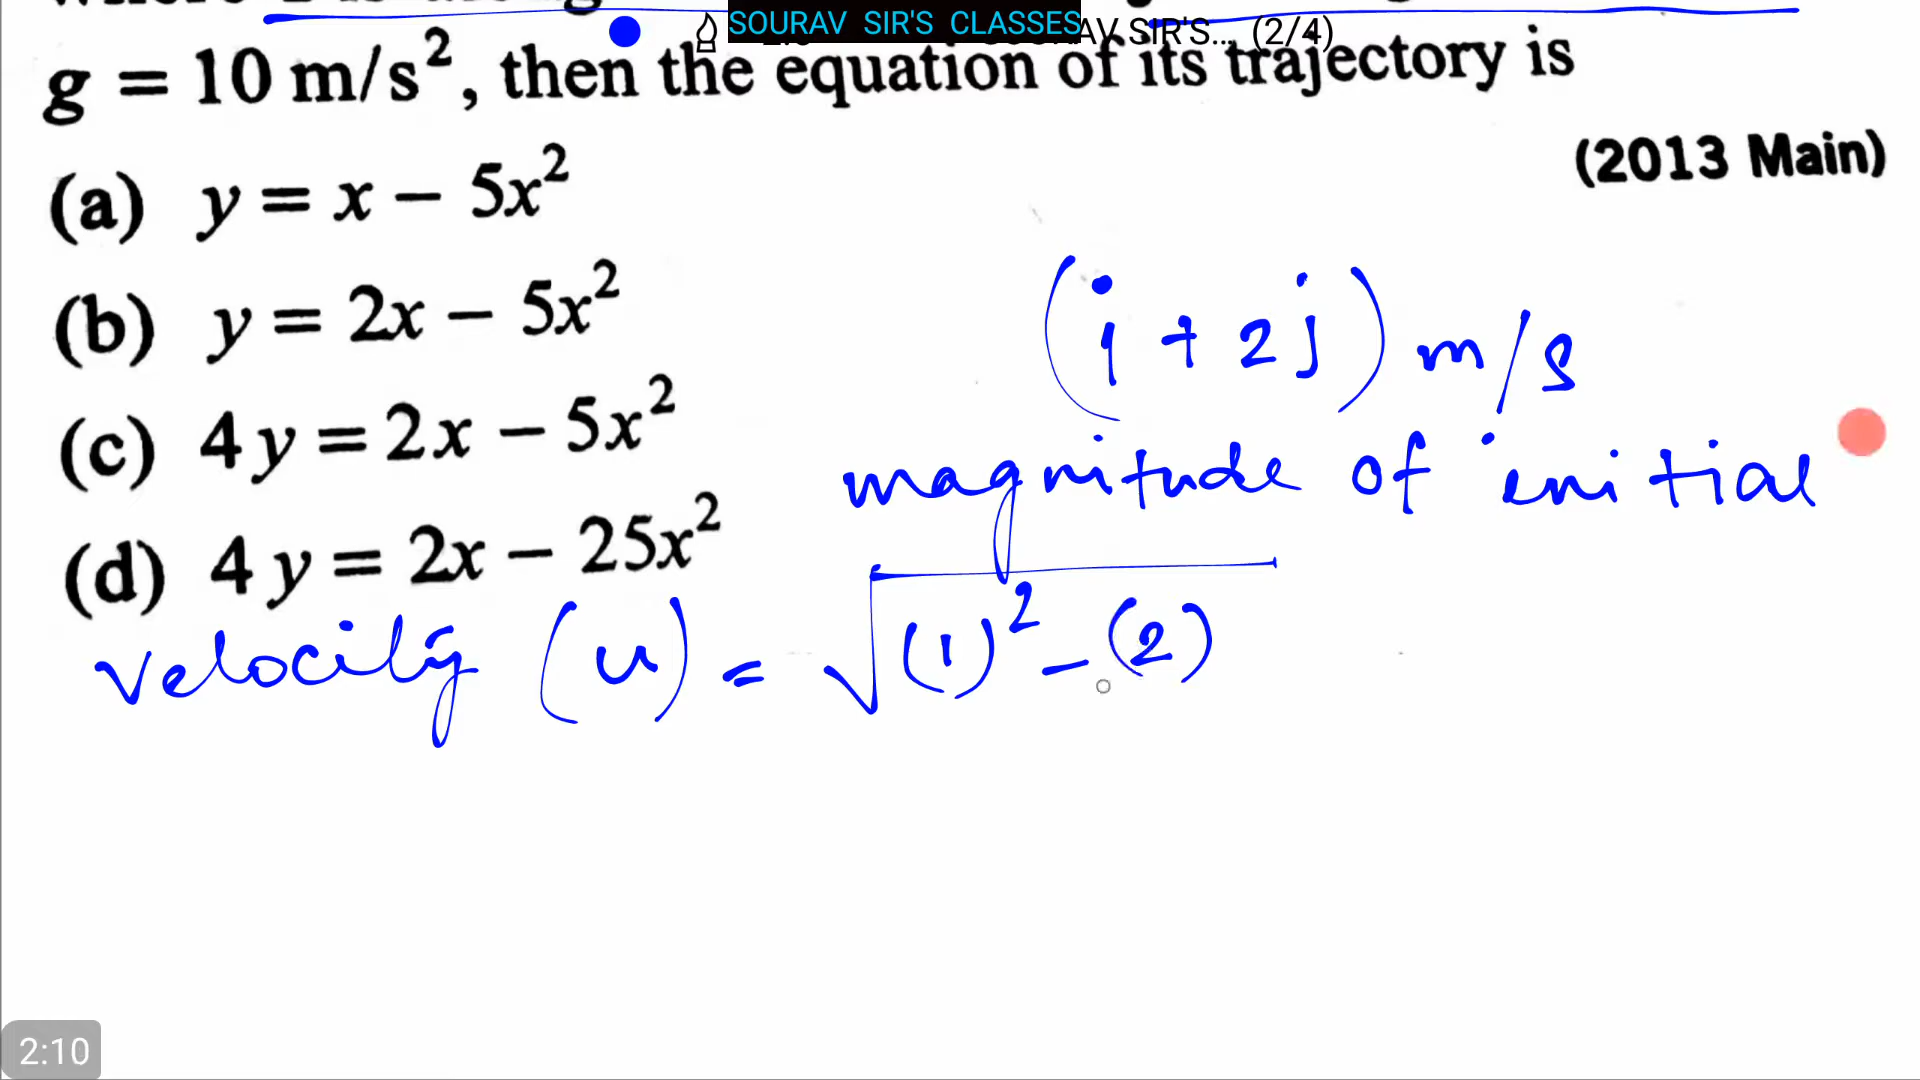 SOURAV SIR'S CLASSES AV SIR'S... (2/4)
g = 10 m/s², then the equation of its trajectory is
(2013 Main)
(a) y = x − 5x²
(b) y = 2x − 5x²
(c) 4y = 2x − 5x²
(d) 4y = 2x − 25x²
(i + 2j) m/s
magnitude of initial
velocity (u) = √(1)² − (2)
2:10